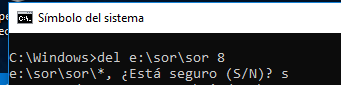 Símbolo del sistema
C:\Windows>del e:\sor\sor 8
e:\sor\sor\*, ¿Está seguro (S/N)? s